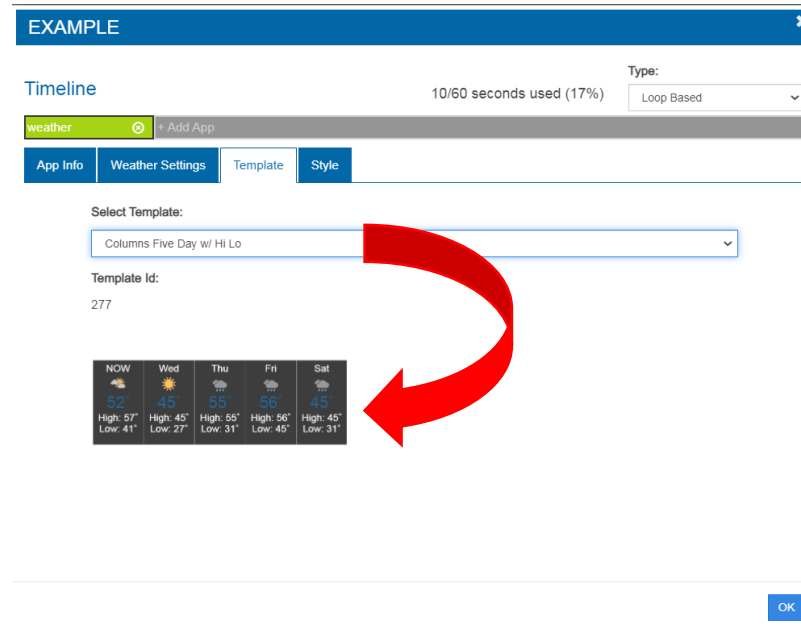 EXAMPLE
Timeline
10/60 seconds used (17%)
Type:
Loop Based
weather
+ Add App
App Info Weather Settings Template Style
Select Template:
Columns Five Day w/ Hi Lo
Template Id:
277
NOW Wed Thu Fri Sat
52° 45° 55° 56° 45°
High: 57° High: 45° High: 55° High: 56° High: 45°
Low: 41° Low: 27° Low: 31° Low: 45° Low: 31°
OK